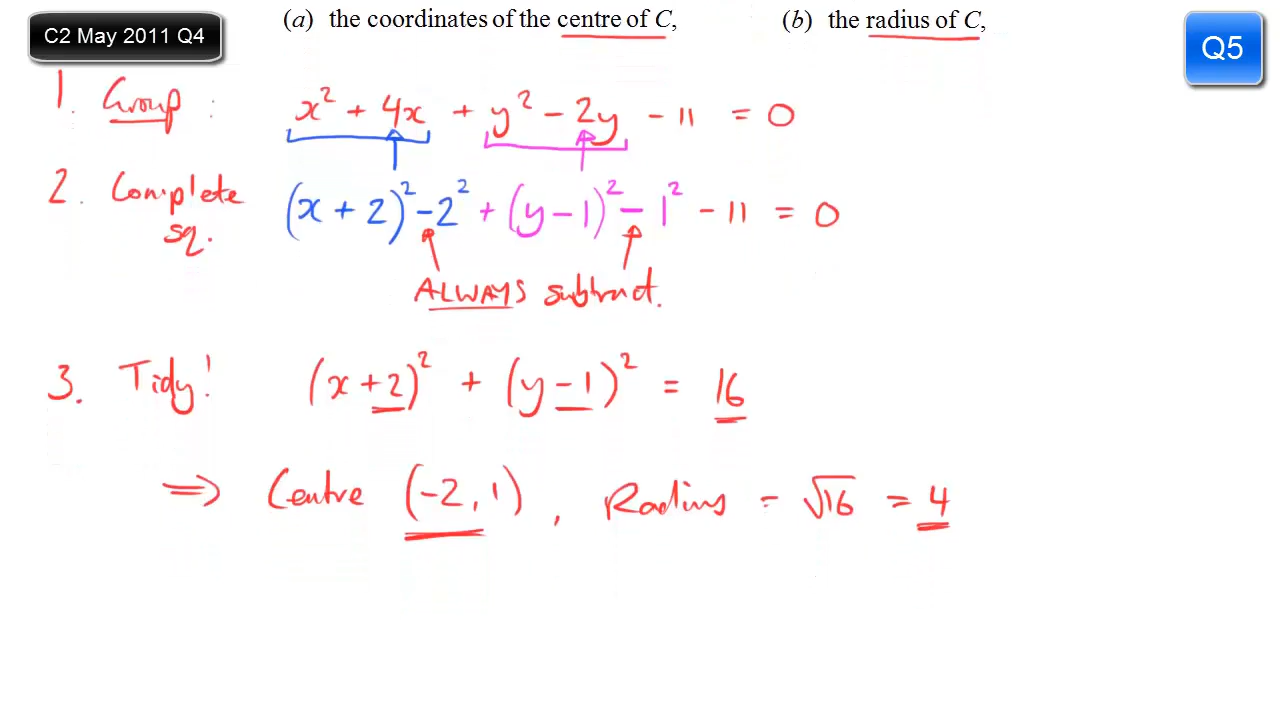 C2 May 2011 Q4
(a) the coordinates of the centre of C, (b) the radius of C,
Q5
1. Group : x² + 4x + y² - 2y - 11 = 0
2. Complete sq. (x + 2)² - 2² + (y - 1)² - 1² - 11 = 0
ALWAYS subtract.
3. Tidy! (x + 2)² + (y - 1)² = 16
⇒ Centre (-2, 1), Radius = √16 = 4